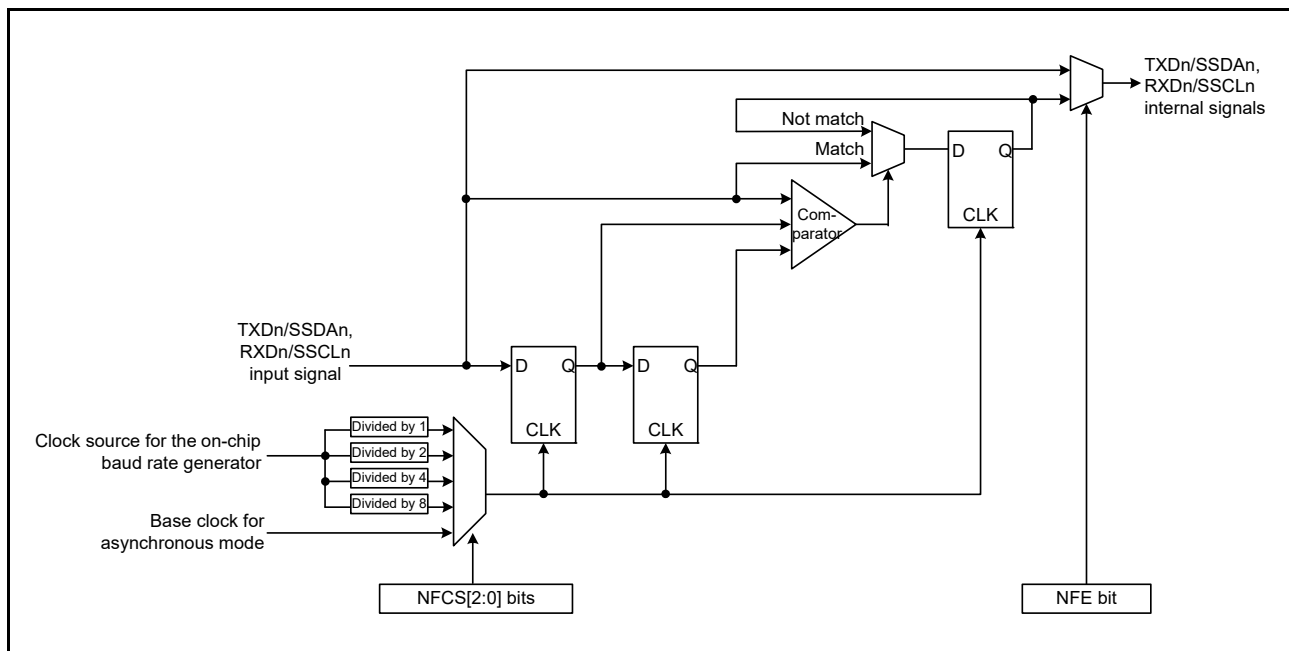 TXDn/SSDAn,
RXDn/SSCLn
internal signals
Not match
Match
D
Q
CLK
Com-
parator
TXDn/SSDAn,
RXDn/SSCLn
input signal
D
Q
CLK
D
Q
CLK
Clock source for the on-chip
baud rate generator
Divided by 1
Divided by 2
Divided by 4
Divided by 8
Base clock for
asynchronous mode
NFCS[2:0] bits
NFE bit